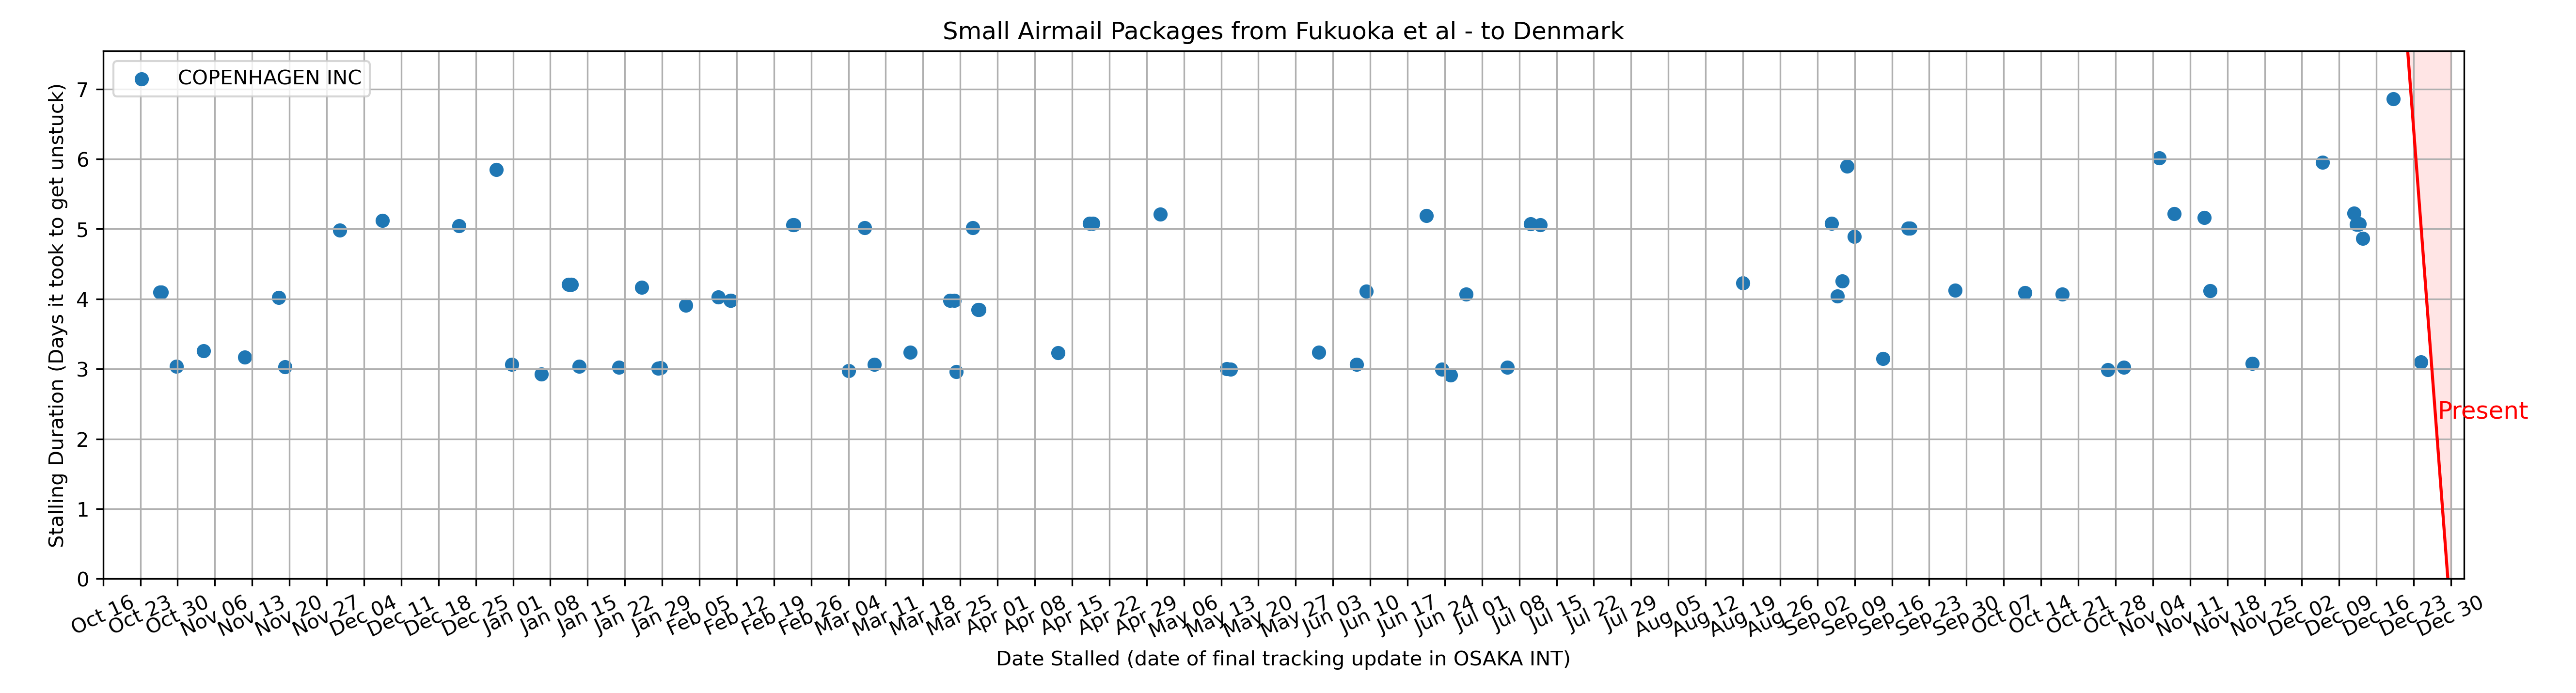 Small Airmail Packages from Fukuoka et al - to Denmark
COPENHAGEN INC
Stalling Duration (Days it took to get unstuck)
7
6
5
4
3
2
1
0
Present
Oct 16
Oct 23
Oct 30
Nov 06
Nov 13
Nov 20
Nov 27
Dec 04
Dec 11
Dec 18
Dec 25
Jan 01
Jan 08
Jan 15
Jan 22
Jan 29
Feb 05
Feb 12
Feb 19
Feb 26
Mar 04
Mar 11
Mar 18
Mar 25
Apr 01
Apr 08
Apr 15
Apr 22
Apr 29
May 06
May 13
May 20
May 27
Jun 03
Jun 10
Jun 17
Jun 24
Jul 01
Jul 08
Jul 15
Jul 22
Jul 29
Aug 05
Aug 12
Aug 19
Aug 26
Sep 02
Sep 09
Sep 16
Sep 23
Sep 30
Oct 07
Oct 14
Oct 21
Oct 28
Nov 04
Nov 11
Nov 18
Nov 25
Dec 02
Dec 09
Dec 16
Dec 23
Dec 30
Date Stalled (date of final tracking update in OSAKA INT)